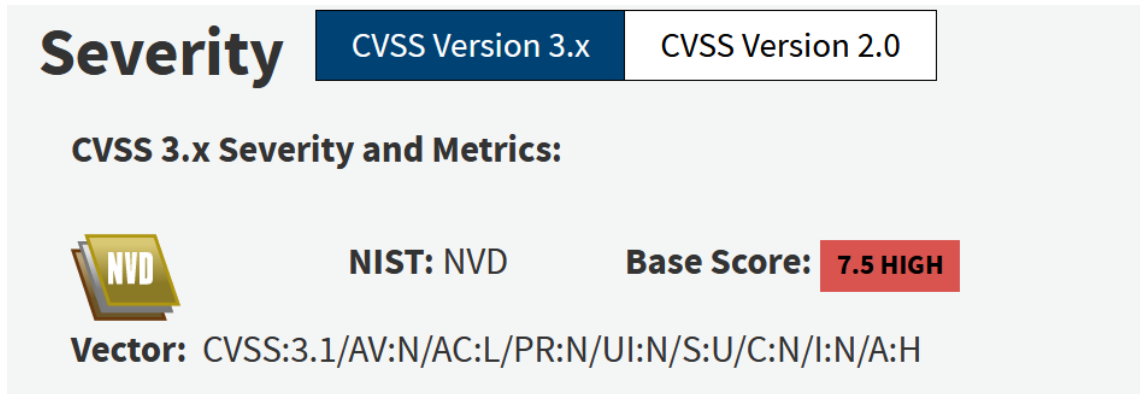 Severity CVSS Version 3.x CVSS Version 2.0
CVSS 3.x Severity and Metrics:
NVD NIST: NVD Base Score: 7.5 HIGH
Vector: CVSS:3.1/AV:N/AC:L/PR:N/UI:N/S:U/C:N/I:N/A:H